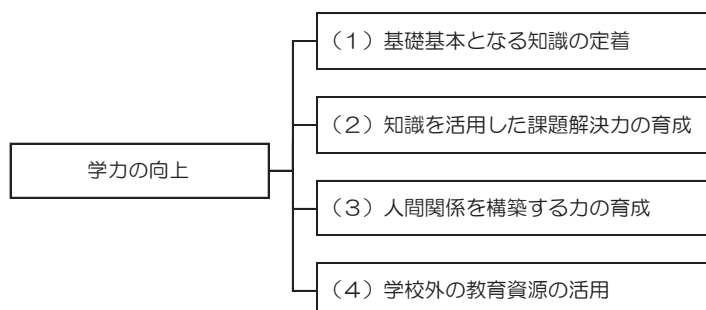 （１）基礎基本となる知識の定着
（２）知識を活用した課題解決力の育成
学力の向上
（３）人間関係を構築する力の育成
（４）学校外の教育資源の活用